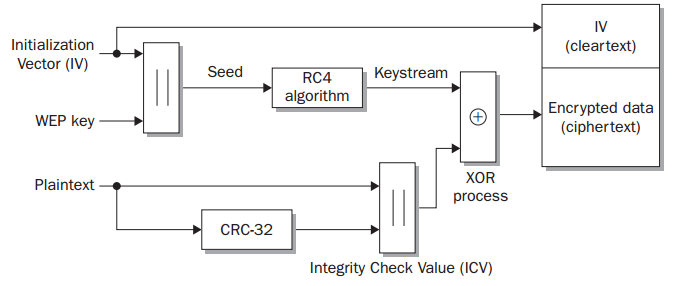 Initialization
Vector (IV)
WEP key
Seed
RC4
algorithm
Keystream
IV
(cleartext)
Encrypted data
(ciphertext)
XOR
process
Plaintext
CRC-32
Integrity Check Value (ICV)